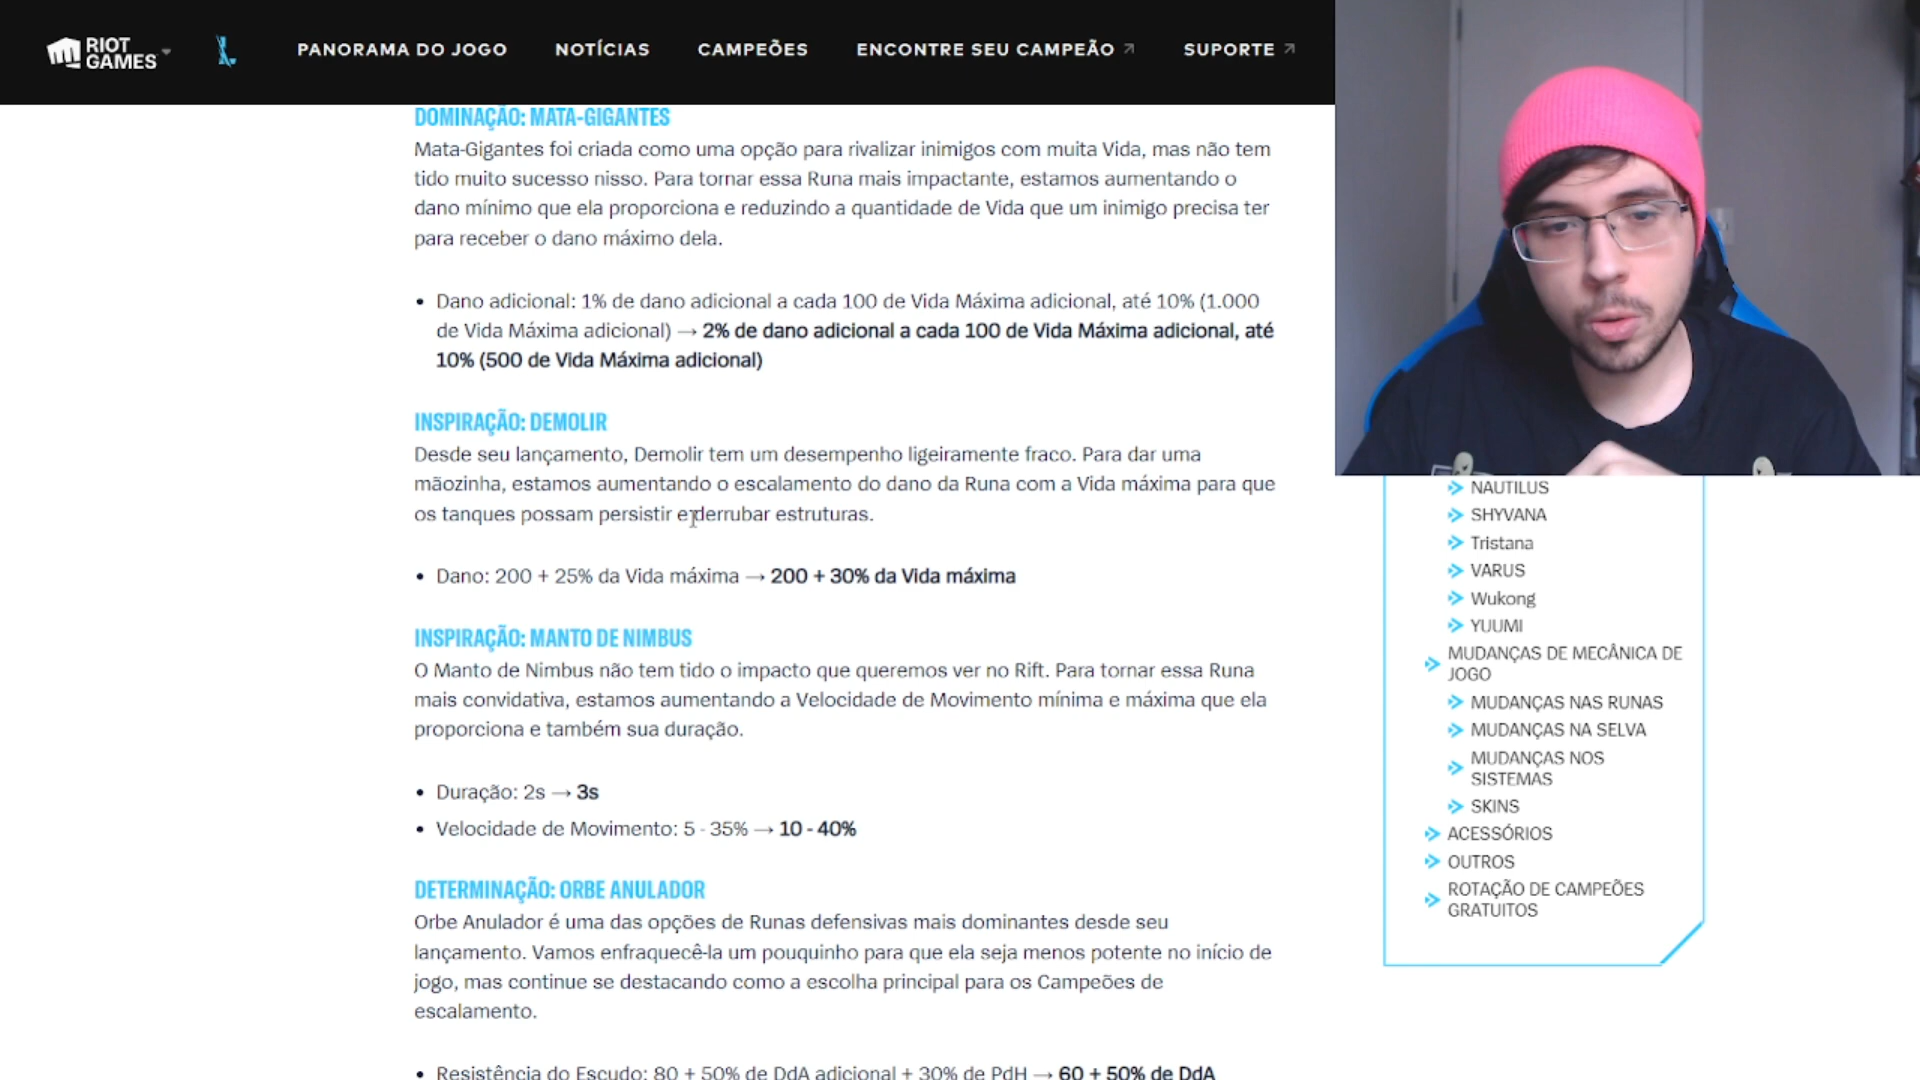 RIOT GAMES
PANORAMA DO JOGO
NOTÍCIAS
CAMPEÕES
ENCONTRE SEU CAMPEÃO
SUPORTE
DOMINAÇÃO: MATA-GIGANTES
Mata-Gigantes foi criada como uma opção para rivalizar inimigos com muita Vida, mas não tem
tido muito sucesso nisso. Para tornar essa Runa mais impactante, estamos aumentando o
dano mínimo que ela proporciona e reduzindo a quantidade de Vida que um inimigo precisa ter
para receber o dano máximo dela.
• Dano adicional: 1% de dano adicional a cada 100 de Vida Máxima adicional, até 10% (1.000
de Vida Máxima adicional) → 2% de dano adicional a cada 100 de Vida Máxima adicional, até
10% (500 de Vida Máxima adicional)
INSPIRAÇÃO: DEMOLIR
Desde seu lançamento, Demolir tem um desempenho ligeiramente fraco. Para dar uma
mãozinha, estamos aumentando o escalamento do dano da Runa com a Vida máxima para que
os tanques possam persistir e derrubar estruturas.
• Dano: 200 + 25% da Vida máxima → 200 + 30% da Vida máxima
INSPIRAÇÃO: MANTO DE NIMBUS
O Manto de Nimbus não tem tido o impacto que queremos ver no Rift. Para tornar essa Runa
mais convidativa, estamos aumentando a Velocidade de Movimento mínima e máxima que ela
proporciona e também sua duração.
• Duração: 2s → 3s
• Velocidade de Movimento: 5 - 35% → 10 - 40%
DETERMINAÇÃO: ORBE ANULADOR
Orbe Anulador é uma das opções de Runas defensivas mais dominantes desde seu
lançamento. Vamos enfraquecê-la um pouquinho para que ela seja menos potente no início de
jogo, mas continue se destacando como a escolha principal para os Campeões de
escalamento.
• Resistência do Escudo: 80 + 50% de DdA adicional + 30% de PdH → 60 + 50% de DdA
NAUTILUS
SHYVANA
Tristana
VARUS
Wukong
YUUMI
MUDANÇAS DE MECÂNICA DE
JOGO
MUDANÇAS NAS RUNAS
MUDANÇAS NA SELVA
MUDANÇAS NOS
SISTEMAS
SKINS
ACESSÓRIOS
OUTROS
ROTAÇÃO DE CAMPEÕES
GRATUITOS